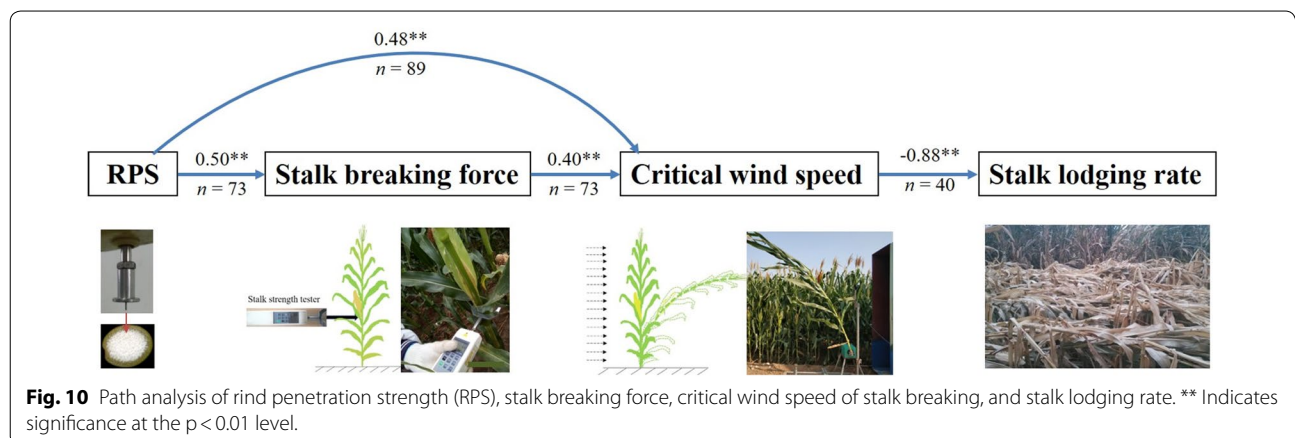 0.48**
n = 89
RPS
0.50**
n = 73
Stalk breaking force
0.40**
n = 73
Critical wind speed
-0.88**
n = 40
Stalk lodging rate
Stalk strength tester
Fig. 10 Path analysis of rind penetration strength (RPS), stalk breaking force, critical wind speed of stalk breaking, and stalk lodging rate. ** Indicates
significance at the p < 0.01 level.